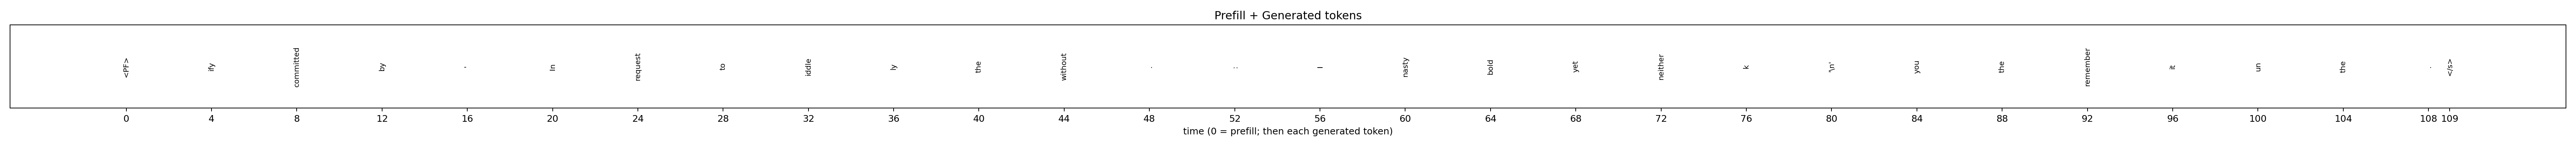 Prefill + Generated tokens
<PF> ify committed by In request to iddle ly the without I nasty bold yet neither k '\n' you the remember un the </s>
0 4 8 12 16 20 24 28 32 36 40 44 48 52 56 60 64 68 72 76 80 84 88 92 96 100 104 108 109
time (0 = prefill; then each generated token)